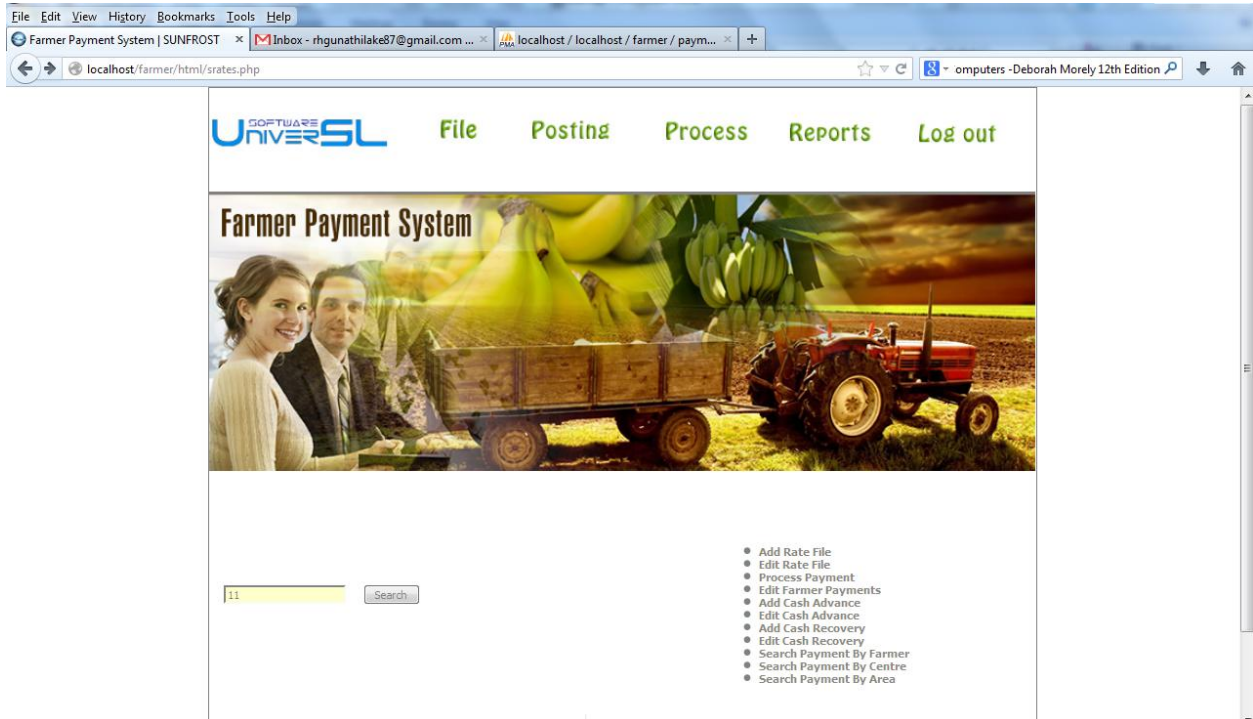 File Edit View History Bookmarks Tools Help
Farmer Payment System | SUNFROST × Inbox - rhgunathilake87@gmail.com ... × PMA localhost / localhost / farmer / paym... × +
localhost/farmer/html/srates.php 8 omputers -Deborah Morely 12th Edition
SOFTWARE
UniverSL
File Posting Process Reports Log out
Farmer Payment System
11 Search
Add Rate File
Edit Rate File
Process Payment
Edit Farmer Payments
Add Cash Advance
Edit Cash Advance
Add Cash Recovery
Edit Cash Recovery
Search Payment By Farmer
Search Payment By Centre
Search Payment By Area